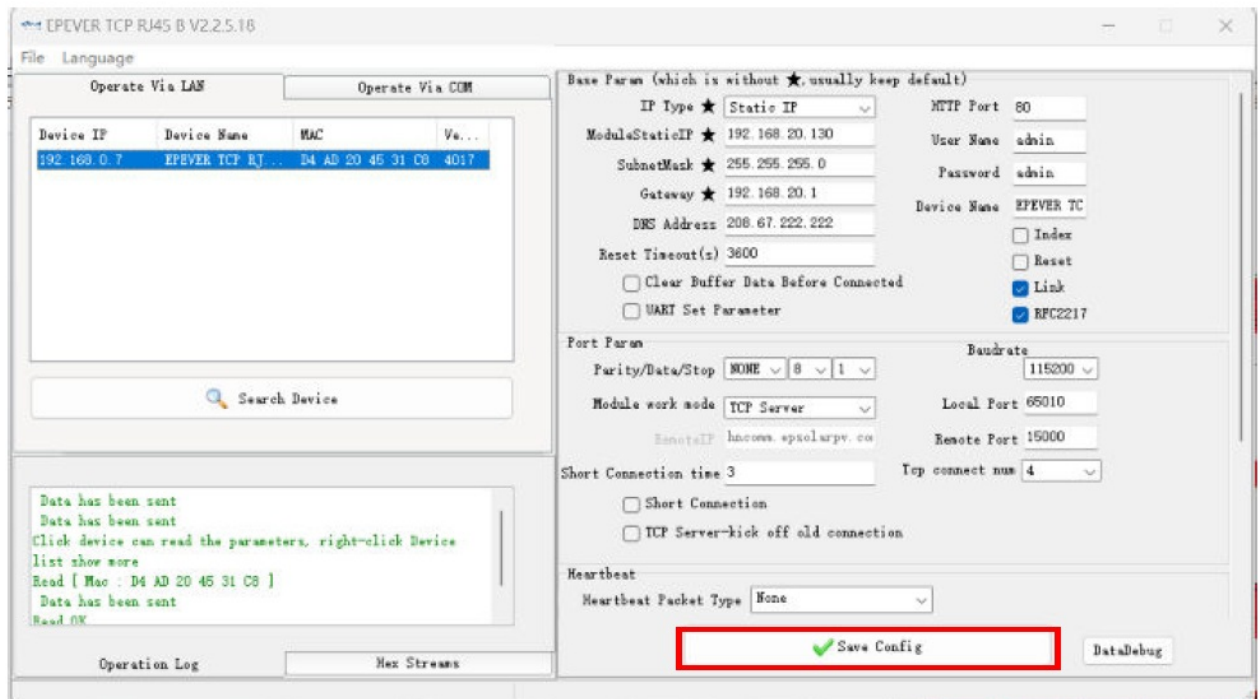 EPEVER TCP RJ45 B V2.2.5.18
File Language
Operate Via LAN
Operate Via COM
Device IP Device Name MAC Ve...
192.168.0.7 EPEVER TCP RJ... D4 AD 20 45 31 C8 4017
Search Device
Data has been sent
Data has been sent
Click device can read the parameters, right-click Device
list show more
Read [ Mac : D4 AD 20 45 31 C8 ]
Data has been sent
Read OK
Operation Log
Hex Streams
Base Param (which is without ★,usually keep default)
IP Type ★ Static IP
ModuleStaticIP ★ 192.168.20.130
SubnetMask ★ 255.255.255.0
Gateway ★ 192.168.20.1
DNS Address 208.67.222.222
Reset Timeout(s) 3600
Clear Buffer Data Before Connected
UART Set Parameter
HTTP Port 80
User Name admin
Password admin
Device Name EPEVER TC
Index
Reset
Link
RFC2217
Port Param
Parity/Data/Stop NONE 8 1
Baudrate
115200
Module work mode TCP Server
Local Port 65010
RemoteIP hncomm.epsolarpv.co
Remote Port 15000
Short Connection time 3
Tcp connect num 4
Short Connection
TCP Server-kick off old connection
Heartbeat
Heartbeat Packet Type None
Save Config
DataDebug